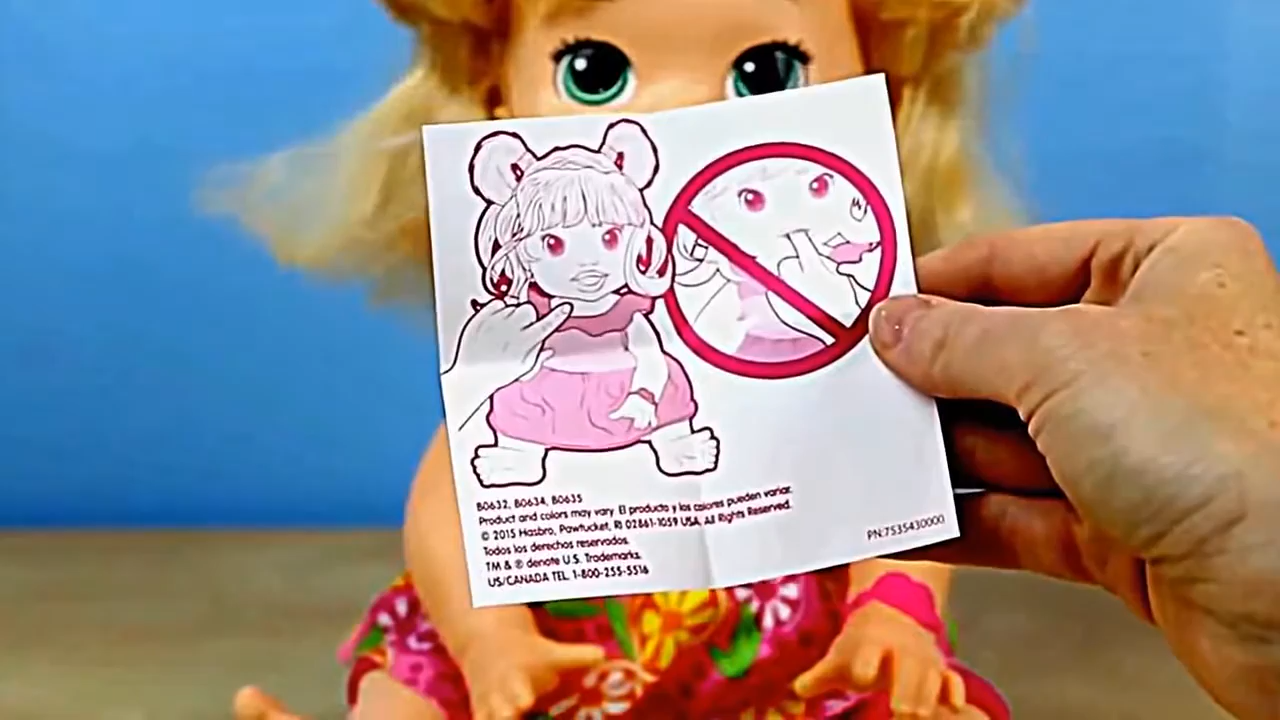 B0632, B0634, B0635
Product and colors may vary. El producto y los colores pueden variar.
© 2015 Hasbro, Pawtucket, RI 02861-1059 USA, All Rights Reserved.
Todos los derechos reservados.
TM & ® denote U.S. Trademarks.
US/CANADA TEL. 1-800-255-5516
PN:7535430000